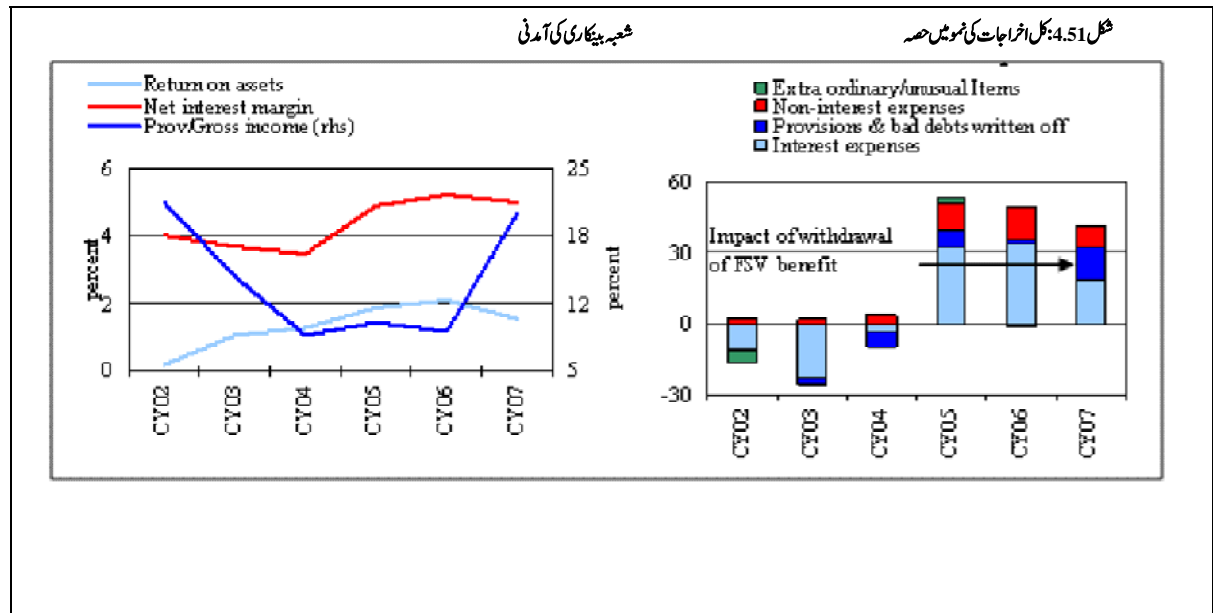 شکل 4.51: کل اخراجات کی نمو میں حصہ
شعبہ بینکاری کی آمدنی
Return on assets
Net interest margin
Prov/Gross income (rhs)
6
4
2
0
percent
25
18
12
5
percent
CY02
CY03
CY04
CY05
CY06
CY07
Extra ordinary/unusual Items
Non-interest expenses
Provisions & bad debts written off
Interest expenses
60
30
0
-30
Impact of withdrawal
of FSV benefit
CY02
CY03
CY04
CY05
CY06
CY07